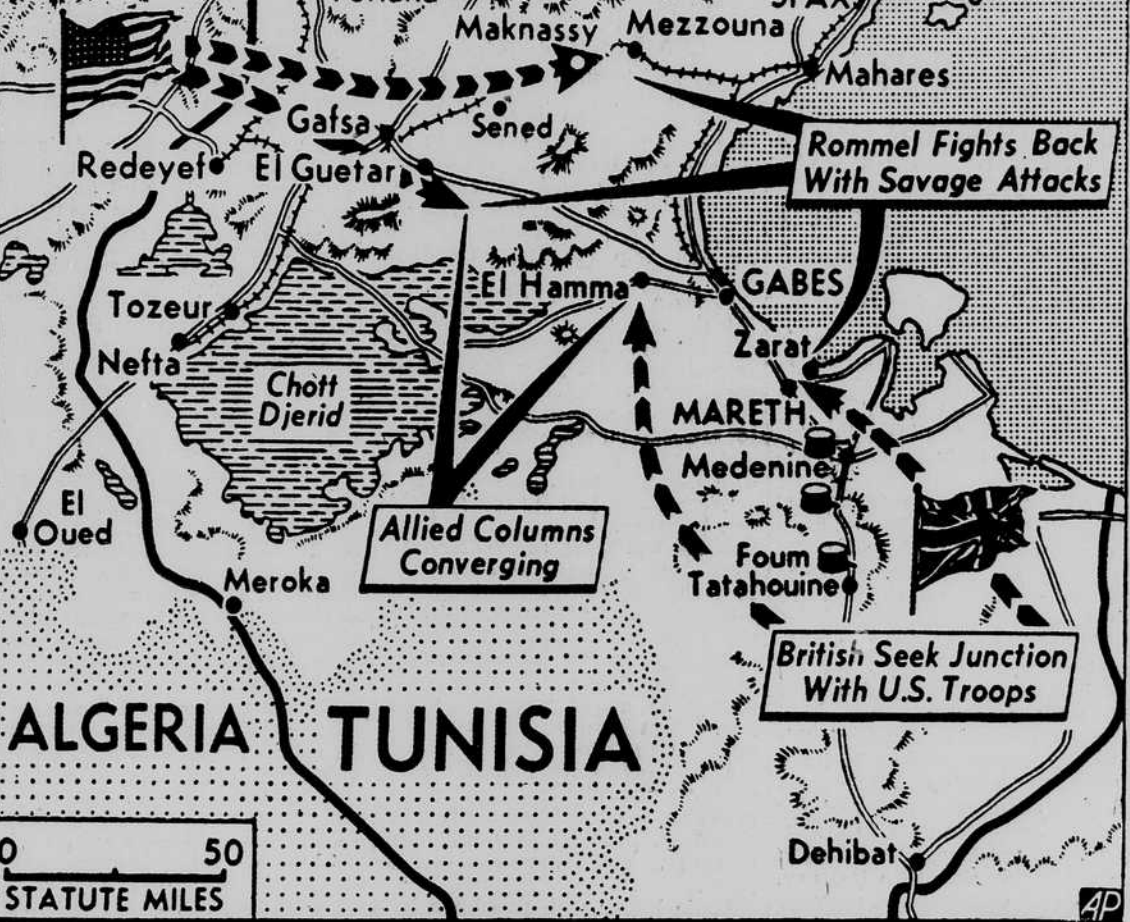 Maknassy
Mezzouna
Mahares
Gafsa
Sened
Rommel Fights Back
With Savage Attacks
Redeyef
El Guetar
El Hamma
GABES
Tozeur
Zarat
Nefta
Chott
Djerid
MARETH
Medenine
El
Oued
Allied Columns
Converging
Foum
Tatahouine
Meroka
British Seek Junction
With U.S. Troops
ALGERIA
TUNISIA
Dehibat
0 50
STATUTE MILES
AP